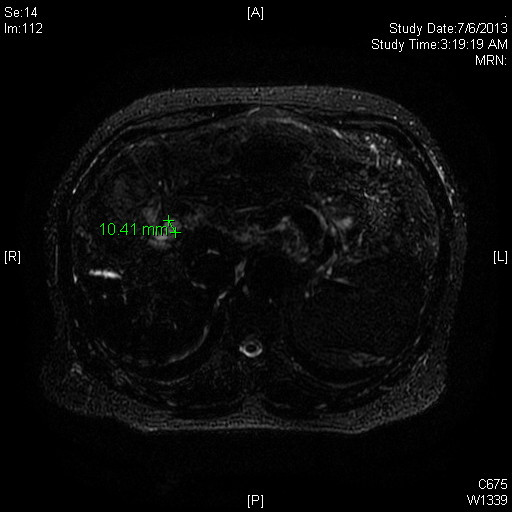 Se:14
Im:112
[A]
.
Study Date:7/6/2013
Study Time:3:19:19 AM
MRN:
10.41 mm
[R]
[L]
[P]
C675
W1339